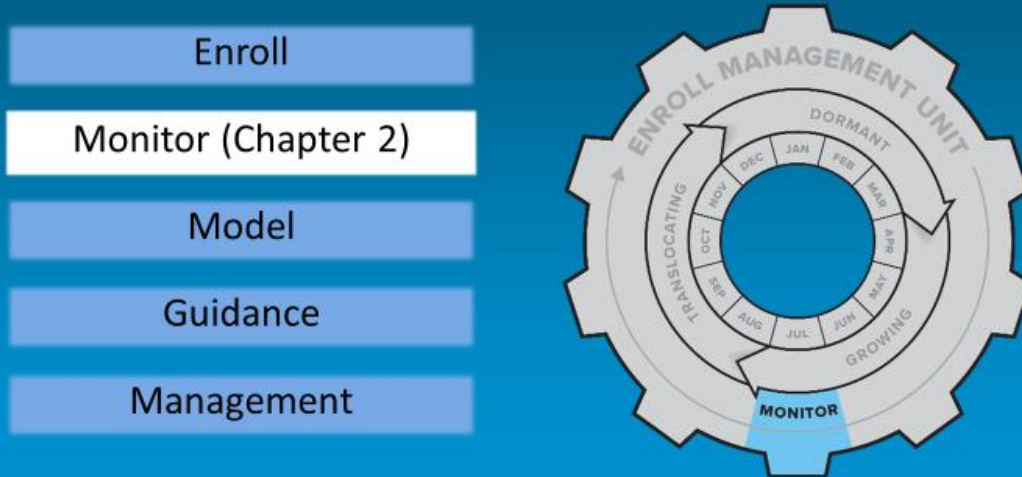 Enroll
Monitor (Chapter 2)
Model
Guidance
Management
ENROLL MANAGEMENT UNIT
DORMANT
GROWING
TRANSLOCATING
JAN
FEB
MAR
APR
MAY
JUN
JUL
AUG
SEP
OCT
NOV
DEC
MONITOR